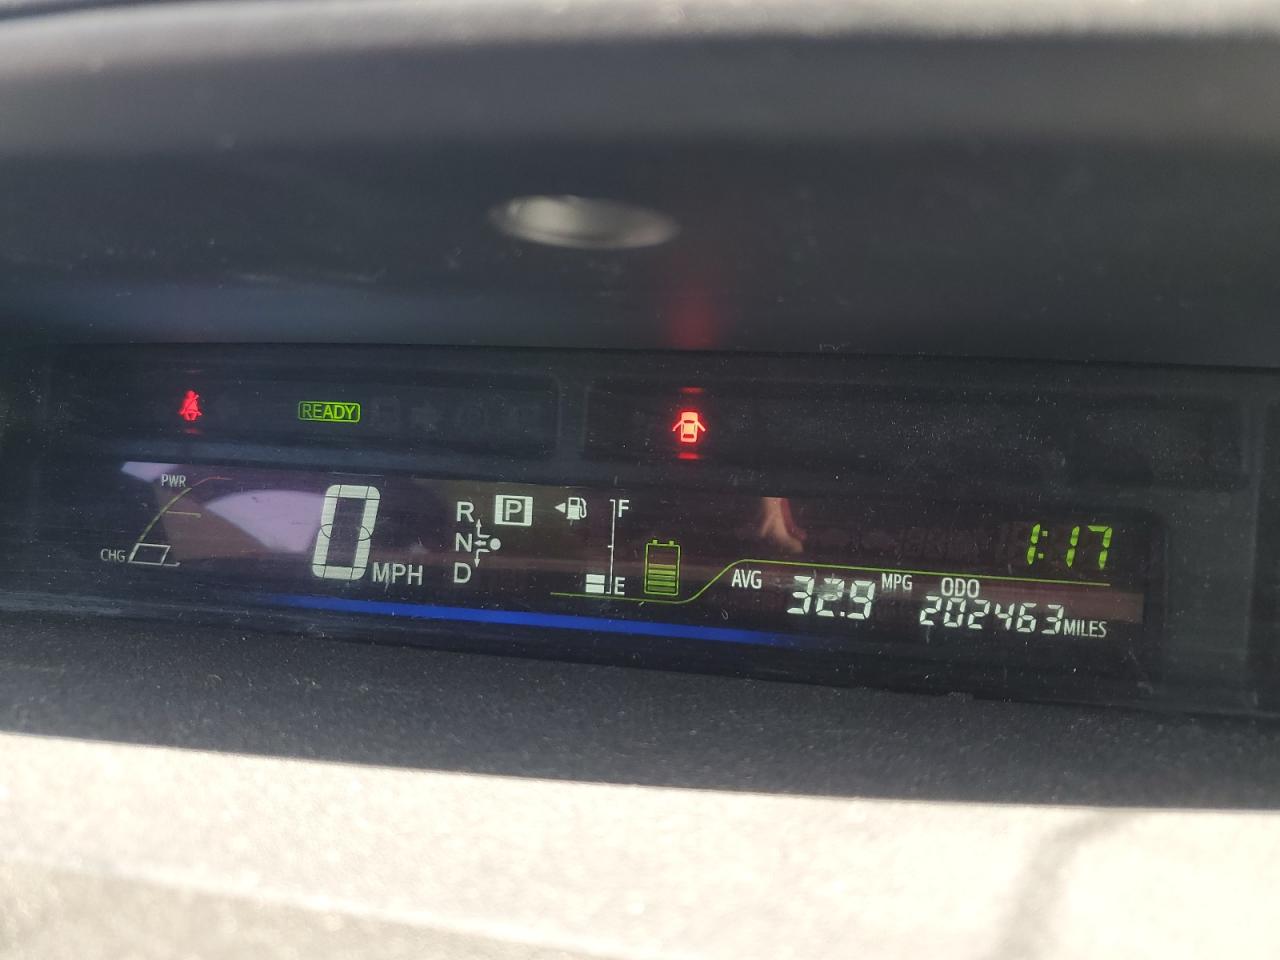 READY
PWR
CHG
0 MPH
R P
N
D
F
E
1:17
AVG 32.9 MPG
ODO
202463 MILES